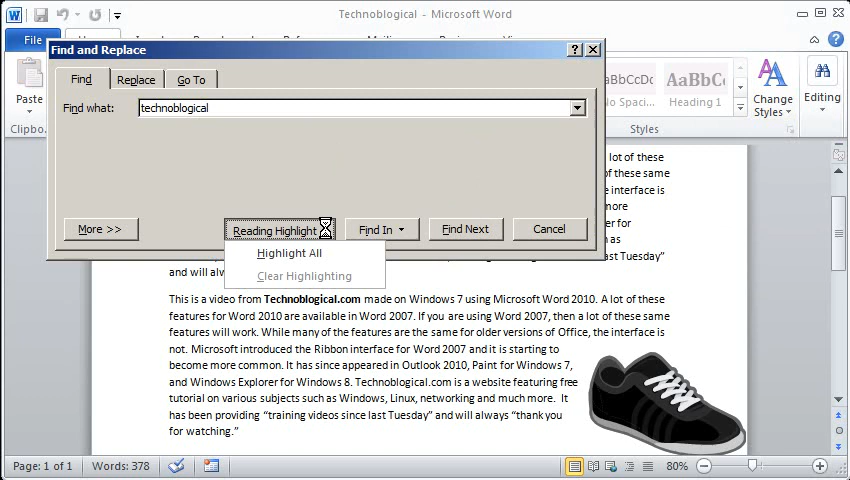 Technoblogical - Microsoft Word
File
Find and Replace
Find
Replace
Go To
Find what:
technoblogical
More >>
Reading Highlight
Find In
Find Next
Cancel
Highlight All
Clear Highlighting
Paste
AaBbCc
Heading 1
Change
Styles
Editing
Styles
lot of these
of these same
interface is
more
for
as
last Tuesday"
and will
This is a video from Technoblogical.com made on Windows 7 using Microsoft Word 2010. A lot of these
features for Word 2010 are available in Word 2007. If you are using Word 2007, then a lot of these same
features will work. While many of the features are the same for older versions of Office, the interface is
not. Microsoft introduced the Ribbon interface for Word 2007 and it is starting to
become more common. It has since appeared in Outlook 2010, Paint for Windows 7,
and Windows Explorer for Windows 8. Technoblogical.com is a website featuring free
tutorial on various subjects such as Windows, Linux, networking and much more. It
has been providing "training videos since last Tuesday" and will always "thank you
for watching."
Page: 1 of 1
Words: 378
80%